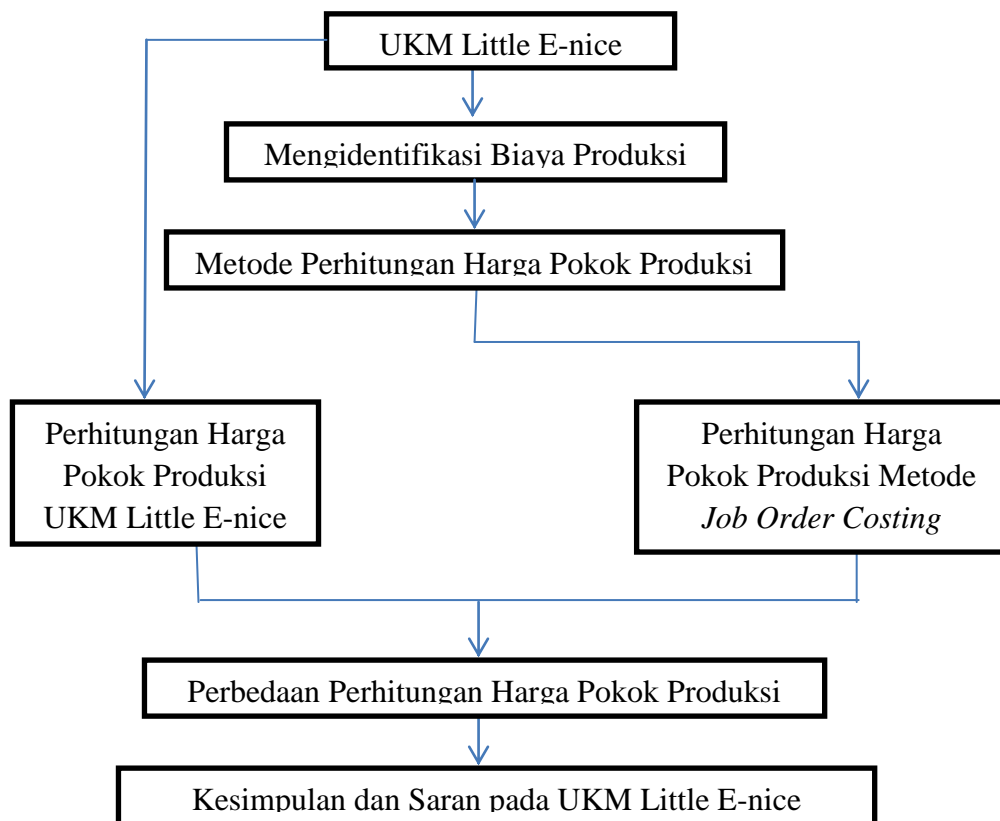 UKM Little E-nice
Mengidentifikasi Biaya Produksi
Metode Perhitungan Harga Pokok Produksi
Perhitungan Harga
Pokok Produksi
UKM Little E-nice
Perhitungan Harga
Pokok Produksi Metode
Job Order Costing
Perbedaan Perhitungan Harga Pokok Produksi
Kesimpulan dan Saran pada UKM Little E-nice